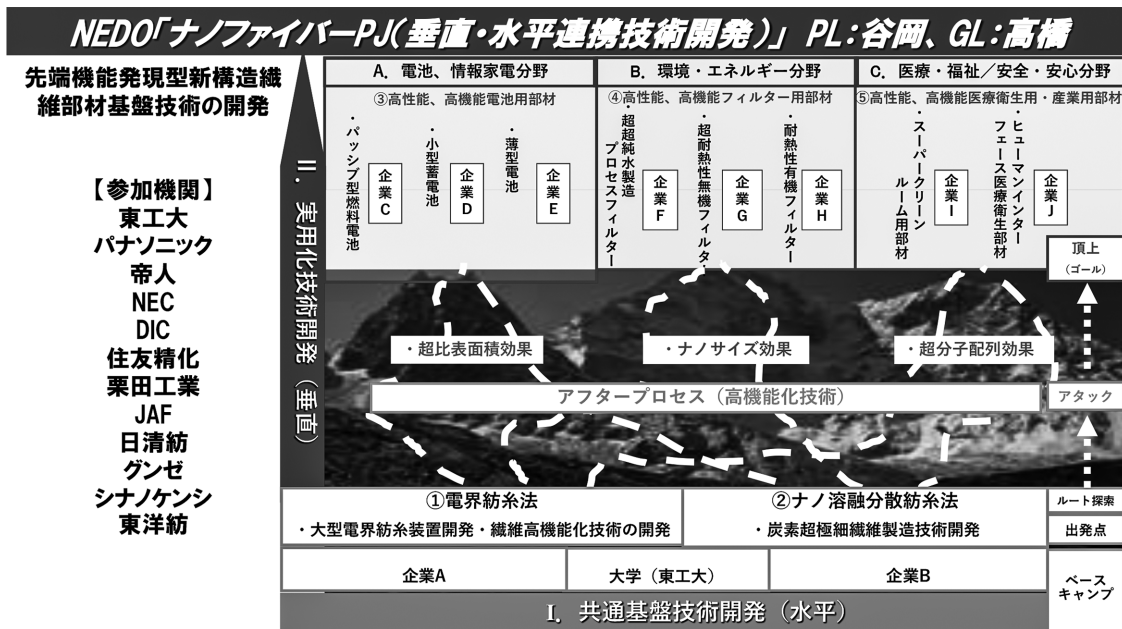 NEDO「ナノファイバーPJ(垂直・水平連携技術開発)」 PL:谷岡、GL:高橋
先端機能発現型新構造繊
維部材基盤技術の開発
【参加機関】
東工大
パナソニック
帝人
NEC
DIC
住友精化
栗田工業
JAF
日清紡
グンゼ
シナノケンシ
東洋紡
II. 実用化技術開発(垂直)
A. 電池、情報家電分野
③高性能、高機能電池用部材
・パッシブ型燃料電池
企業C
・小型蓄電池
企業D
・薄型電池
企業E
B. 環境・エネルギー分野
④高性能、高機能フィルター用部材
・超超純水製造
プロセスフィルター
企業F
・超耐熱性無機フィルター
企業G
・耐熱性有機フィルター
企業H
C. 医療・福祉/安全・安心分野
⑤高性能、高機能医療衛生用・産業用部材
・スーパークリーン
ルーム用部材
企業I
・ヒューマンインター
フェース医療衛生部材
企業J
頂上
(ゴール)
・超比表面積効果
・ナノサイズ効果
・超分子配列効果
アフタープロセス(高機能化技術)
アタック
①電界紡糸法
・大型電界紡糸装置開発・繊維高機能化技術の開発
②ナノ溶融分散紡糸法
・炭素超極細繊維製造技術開発
ルート探索
出発点
企業A
大学(東工大)
企業B
ベース
キャンプ
I. 共通基盤技術開発(水平)